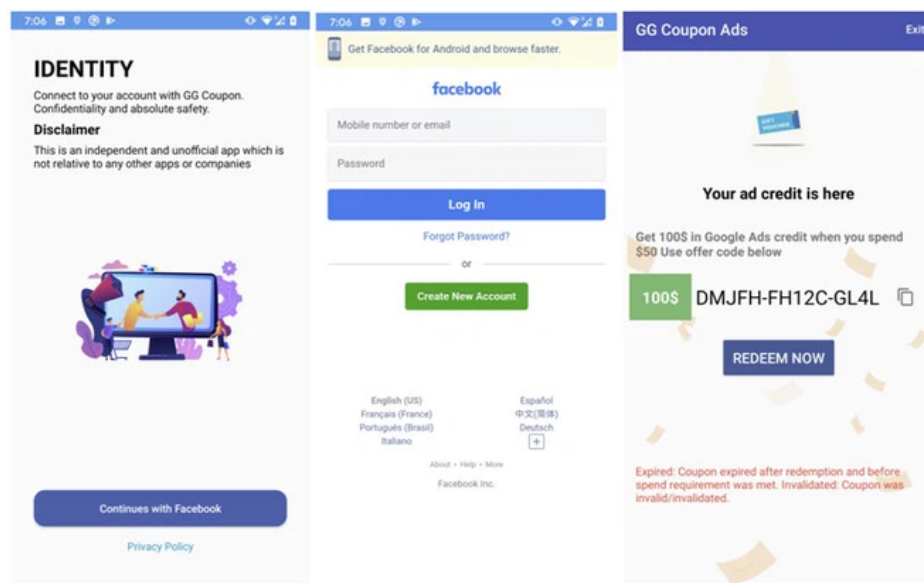 7:06
IDENTITY
Connect to your account with GG Coupon.
Confidentiality and absolute safety.
Disclaimer
This is an independent and unofficial app which is
not relative to any other apps or companies
Continues with Facebook
Privacy Policy
7:06
Get Facebook for Android and browse faster.
facebook
Mobile number or email
Password
Log In
Forgot Password?
or
Create New Account
English (US)
Español
Français (France)
中文(简体)
Português (Brasil)
Deutsch
Italiano
About • Help • More
Facebook Inc.
GG Coupon Ads
Exit
GIFT
VOUCHER
Your ad credit is here
Get 100$ in Google Ads credit when you spend
$50 Use offer code below
100$ DMJFH-FH12C-GL4L
REDEEM NOW
Expired: Coupon expired after redemption and before
spend requirement was met. Invalidated: Coupon was
invalid/invalidated.